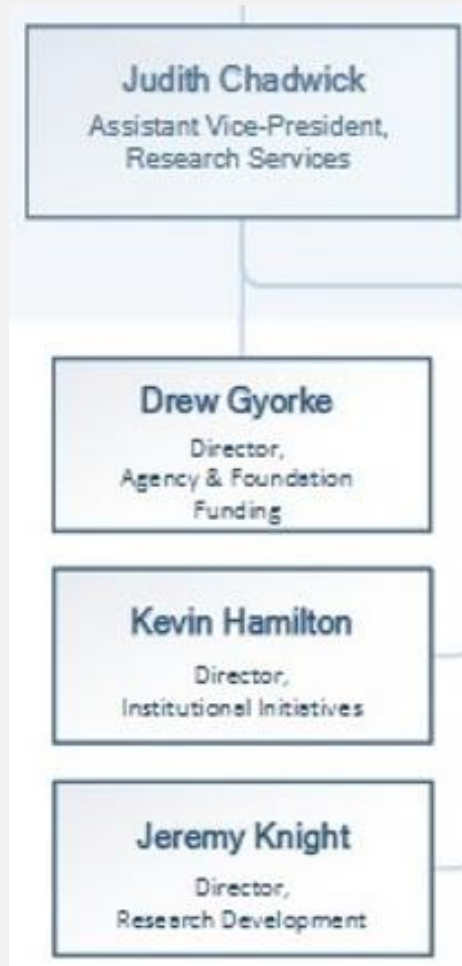 Judith Chadwick
Assistant Vice-President,
Research Services
Drew Gyorke
Director,
Agency & Foundation
Funding
Kevin Hamilton
Director,
Institutional Initiatives
Jeremy Knight
Director,
Research Development